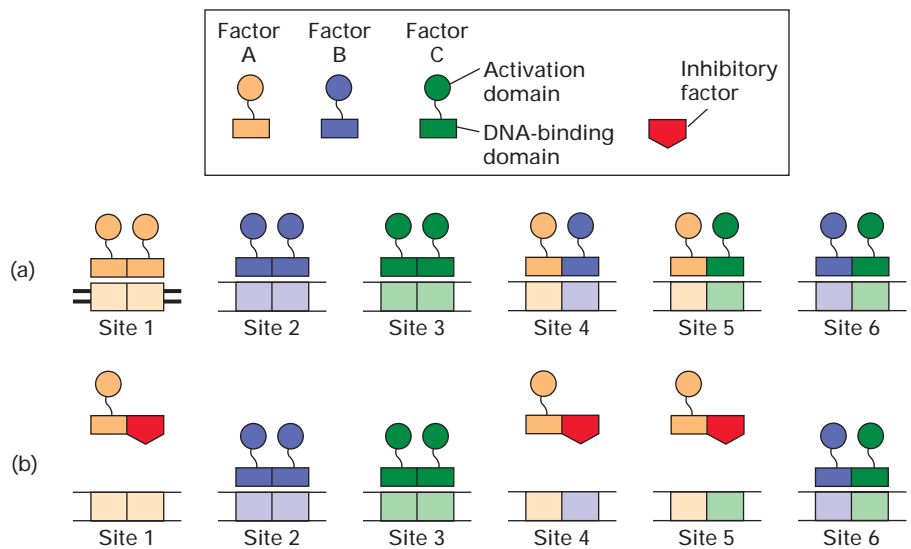 Factor A
Factor B
Factor C
Activation domain
DNA-binding domain
Inhibitory factor
(a)
Site 1
Site 2
Site 3
Site 4
Site 5
Site 6
(b)
Site 1
Site 2
Site 3
Site 4
Site 5
Site 6